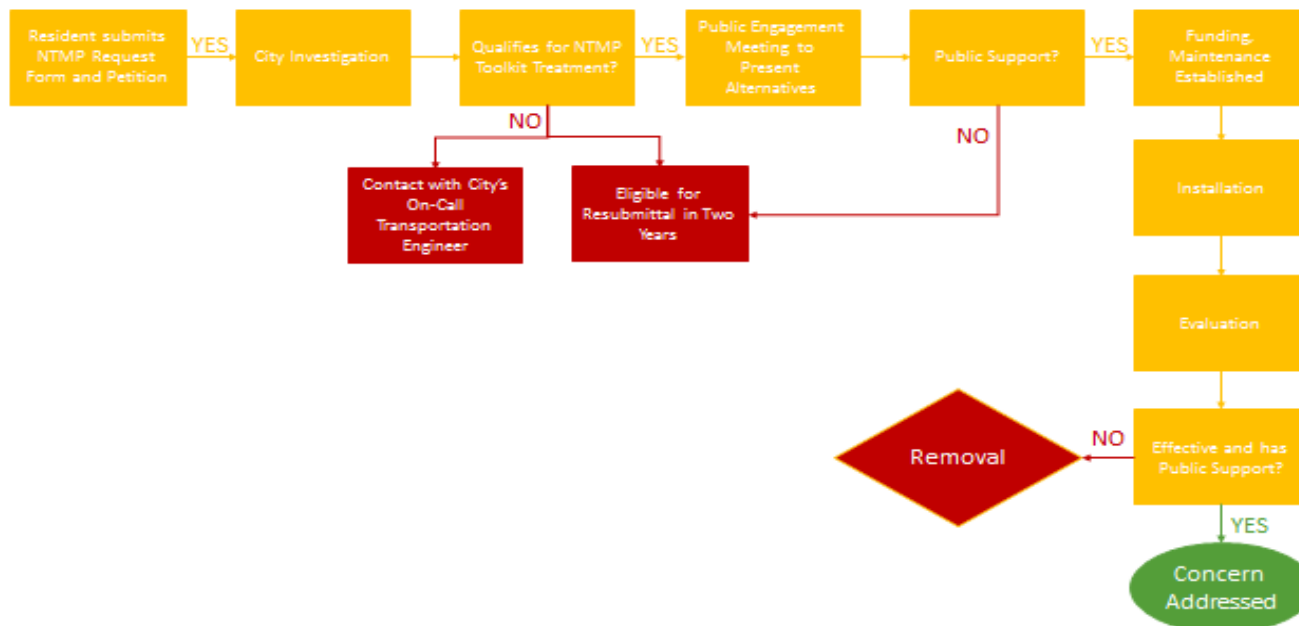 Resident submits
NTMP Request
Form and Petition
YES
City Investigation
Qualifies for NTMP
Toolkit Treatment?
YES
Public Engagement
Meeting to
Present
Alternatives
Public Support?
YES
Funding,
Maintenance
Established
NO
NO
Contact with City's
On-Call
Transportation
Engineer
Eligible for
Resubmittal in Two
Years
Installation
Evaluation
Effective and has
Public Support?
NO
Removal
YES
Concern
Addressed